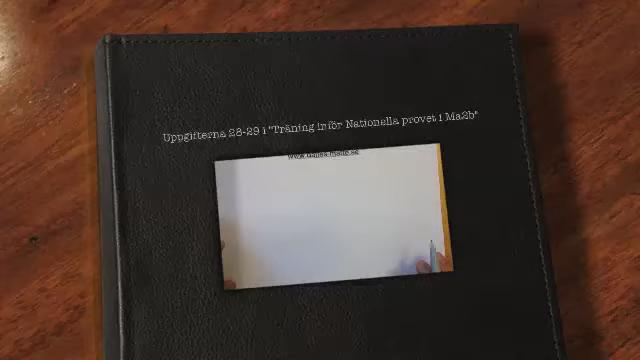 Uppgifterna 28-29 i "Träning inför Nationella provet i Ma2b"